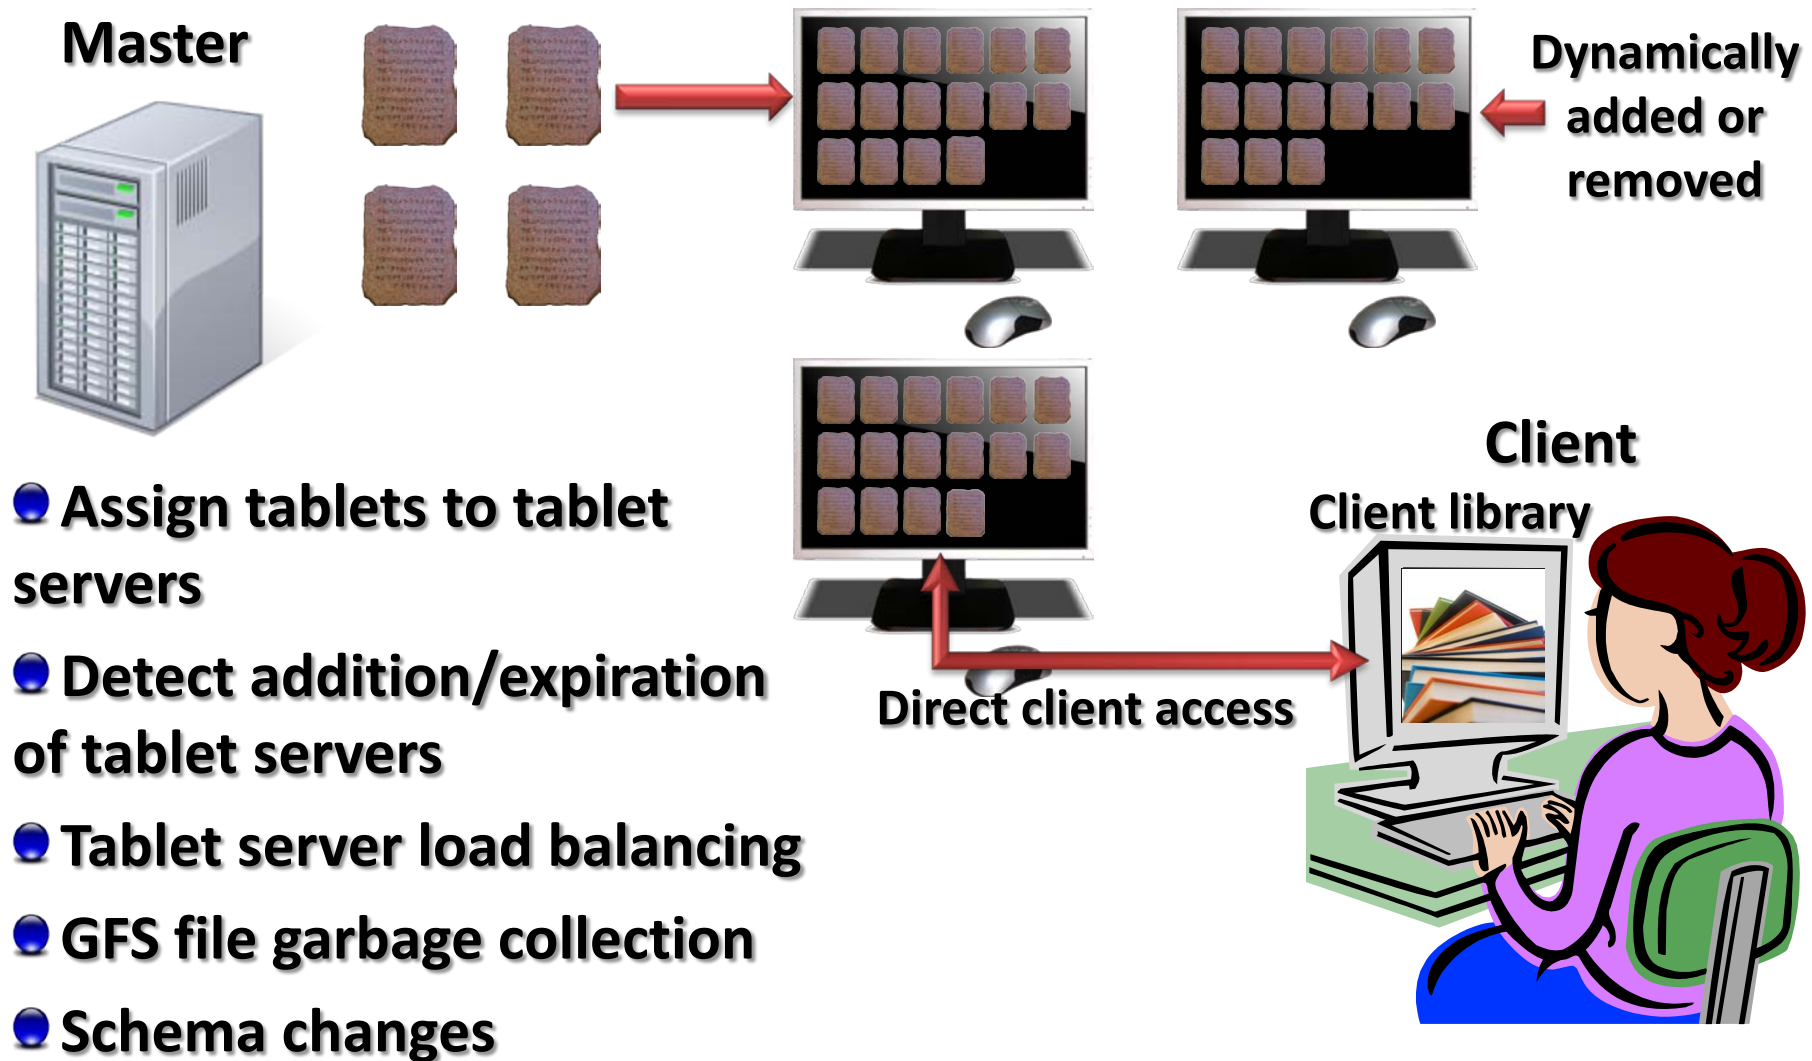 Master
Dynamically
added or
removed
Client
Client library
Direct client access
Assign tablets to tablet
servers
Detect addition/expiration
of tablet servers
Tablet server load balancing
GFS file garbage collection
Schema changes